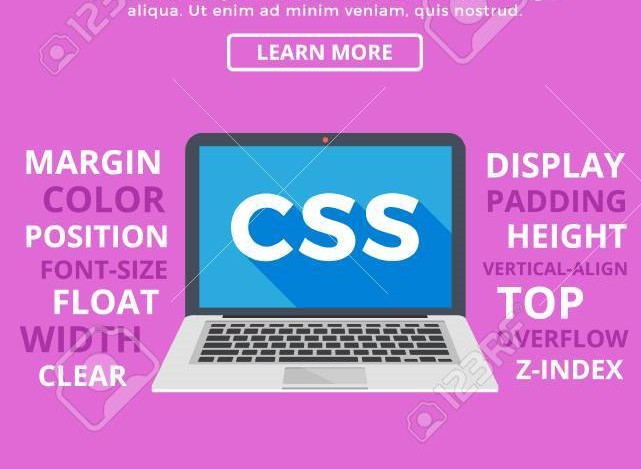 aliqua. Ut enim ad minim veniam, quis nostrud.
LEARN MORE
MARGIN
COLOR
POSITION
FONT-SIZE
FLOAT
WIDTH
CLEAR
CSS
DISPLAY
PADDING
HEIGHT
VERTICAL-ALIGN
TOP
OVERFLOW
Z-INDEX
123RF